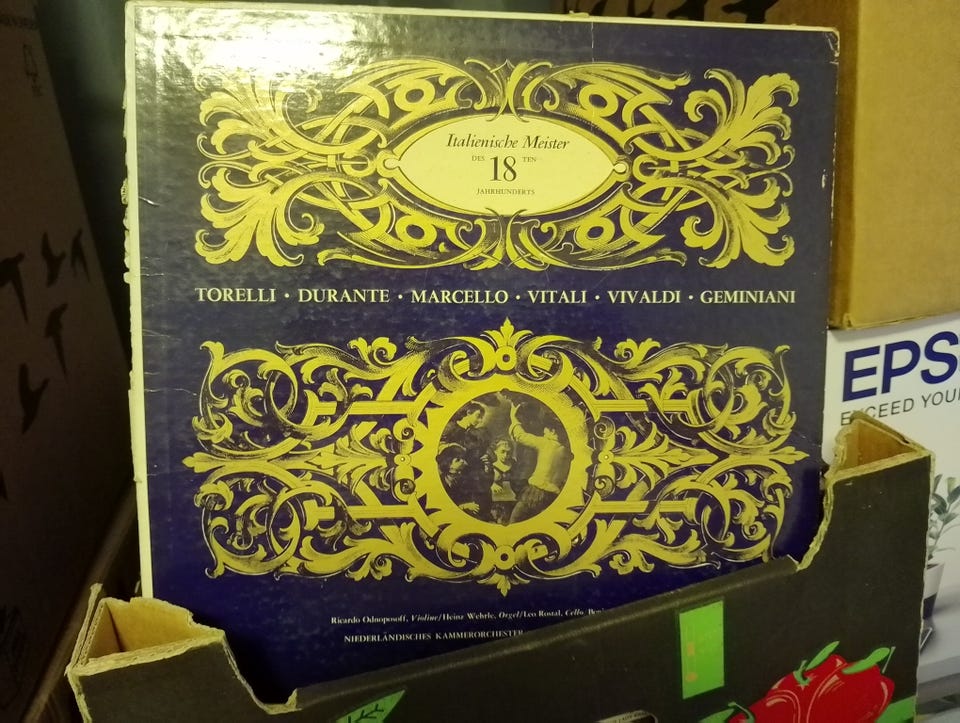 Italienische Meister
DES 18 TEN
JAHRHUNDERTS
TORELLI · DURANTE · MARCELLO · VITALI · VIVALDI · GEMINIANI
Ricardo Odnoposoff, Violine/Heinz Wehrle, Orgel/Leo Rostal, Cello/
NIEDERLÄNDISCHES KAMMERORCHESTER
EPS
EXCEED YOU